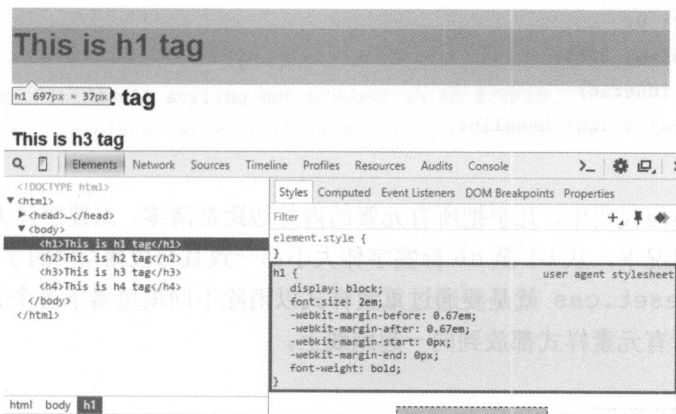 This is h1 tag
h1 697px × 37px
2 tag
This is h3 tag
Elements Network Sources Timeline Profiles Resources Audits Console
<!DOCTYPE html>
<html>
<head>…</head>
<body>
<h1>This is h1 tag</h1>
<h2>This is h2 tag</h2>
<h3>This is h3 tag</h3>
<h4>This is h4 tag</h4>
</body>
</html>
html body h1
Styles Computed Event Listeners DOM Breakpoints Properties
Filter
element.style {
}
h1 { user agent stylesheet
display: block;
font-size: 2em;
-webkit-margin-before: 0.67em;
-webkit-margin-after: 0.67em;
-webkit-margin-start: 0px;
-webkit-margin-end: 0px;
font-weight: bold;
}